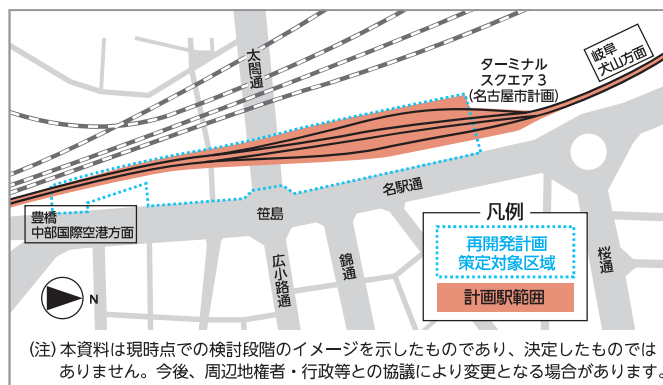 太閤通
ターミナル
スクエア3
(名古屋市計画)
岐阜
犬山方面
名駅通
笹島
豊橋
中部国際空港方面
広小路通
錦通
桜通
凡例
再開発計画
策定対象区域
計画駅範囲
N
(注)本資料は現時点での検討段階のイメージを示したものであり、決定したものでは
ありません。今後、周辺地権者・行政等との協議により変更となる場合があります。